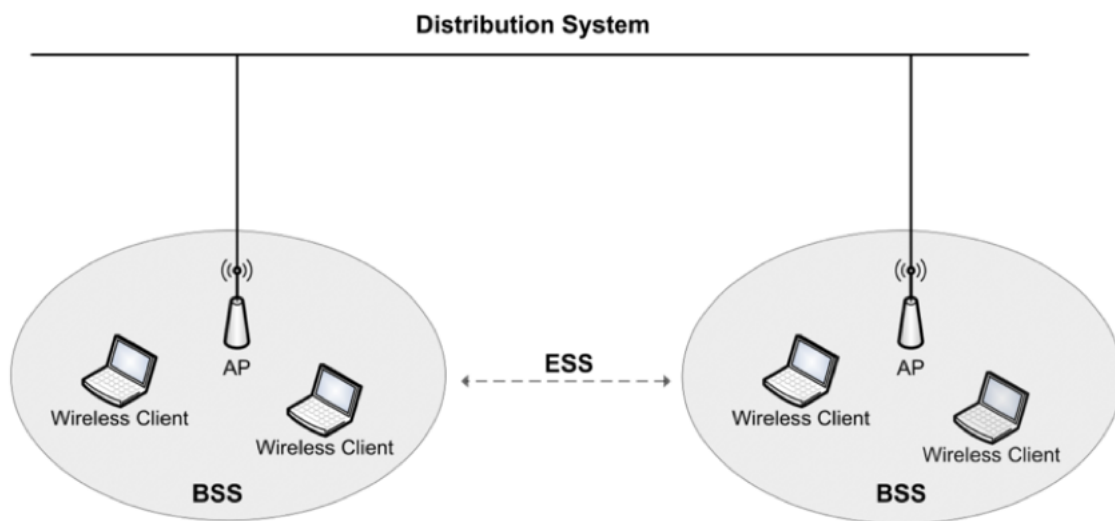 Distribution System
AP
AP
ESS
Wireless Client
Wireless Client
Wireless Client
Wireless Client
BSS
BSS